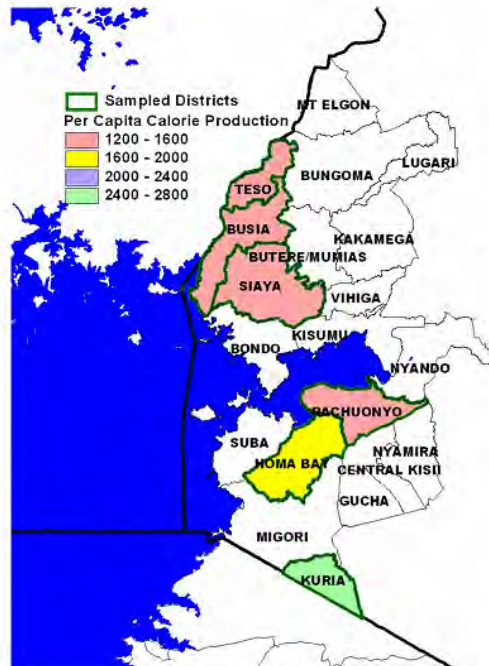 Sampled Districts
Per Capita Calorie Production
1200 - 1600
1600 - 2000
2000 - 2400
2400 - 2800
MT ELGON
LUGARI
BUNGOMA
TESO
BUSIA
KAKAMEGA
BUTERE/MUMIAS
SIAYA
VIHIGA
KISUMU
BONDO
NYANDO
RACHUONYO
SUBA
NYAMIRA
HOMA BAY
CENTRAL KISII
GUCHA
MIGORI
KURIA